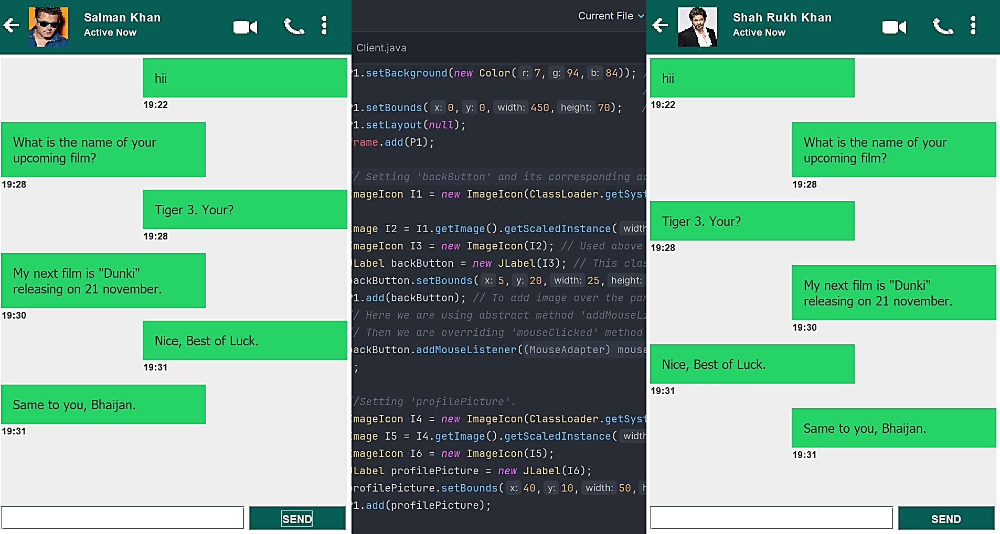 Salman Khan
Active Now
hii
19:22
What is the name of your
upcoming film?
19:28
Tiger 3. Your?
19:28
My next film is "Dunki"
releasing on 21 november.
19:30
Nice, Best of Luck.
19:31
Same to you, Bhaijan.
19:31
SEND
Current File
Client.java
1.setBackground(new Color( r: 7, g: 94, b: 84)); /
/
1.setBounds( x: 0, y: 0, width: 450, height: 70); /
1.setLayout(null);
rame.add(P1);
/ Setting 'backButton' and its corresponding ac
mageIcon I1 = new ImageIcon(ClassLoader.getSyst
mage I2 = I1.getImage().getScaledInstance( width
mageIcon I3 = new ImageIcon(I2); // Used above
Label backButton = new JLabel(I3); // This clas
ackButton.setBounds( x: 5, y: 20, width: 25, height:
1.add(backButton); // To add image over the pan
/ Here we are using abstract method 'addMouseLi
/ Then we are overriding 'mouseClicked' method
ackButton.addMouseListener((MouseAdapter) mouse
;
//Setting 'profilePicture'.
mageIcon I4 = new ImageIcon(ClassLoader.getSyst
mage I5 = I4.getImage().getScaledInstance( width
mageIcon I6 = new ImageIcon(I5);
Label profilePicture = new JLabel(I6);
rofilePicture.setBounds( x: 40, y: 10, width: 50, h
1.add(profilePicture);
Shah Rukh Khan
Active Now
hii
19:22
What is the name of your
upcoming film?
19:28
Tiger 3. Your?
19:28
My next film is "Dunki"
releasing on 21 november.
19:30
Nice, Best of Luck.
19:31
Same to you, Bhaijan.
19:31
SEND